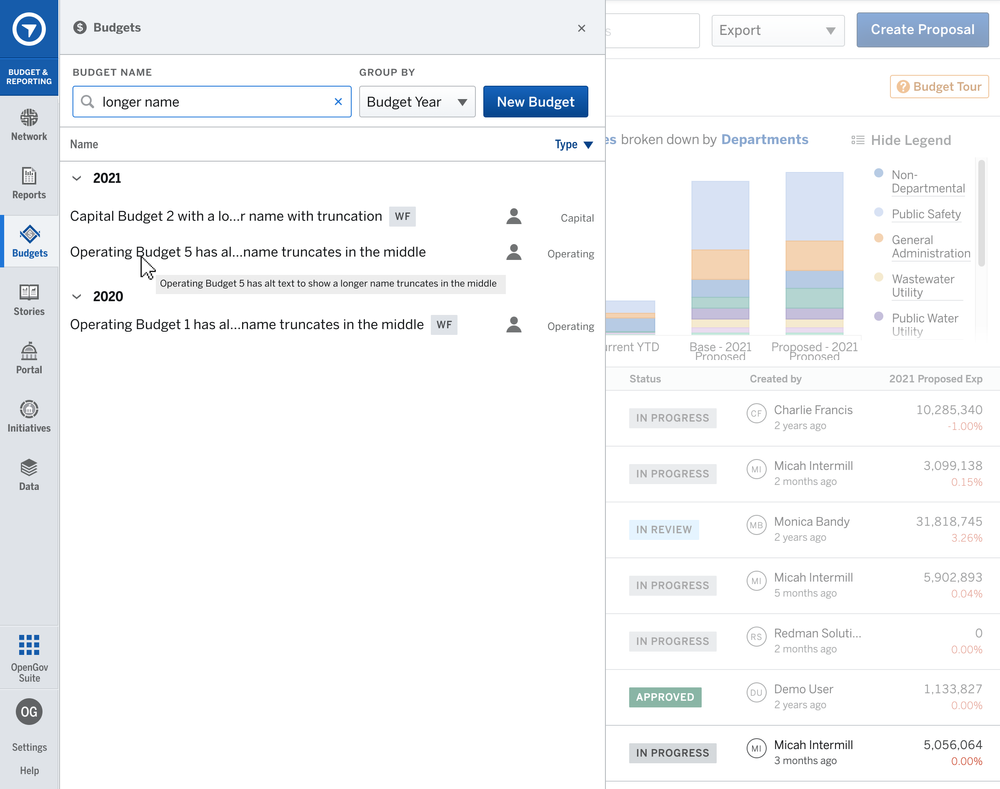 BUDGET &
REPORTING
Network
Reports
Budgets
Stories
Portal
Initiatives
Data
OpenGov
Suite
OG
Settings
Help
Budgets
BUDGET NAME
GROUP BY
longer name
Budget Year
New Budget
Name
Type
2021
Capital Budget 2 with a lo...r name with truncation WF Capital
Operating Budget 5 has al...name truncates in the middle Operating
Operating Budget 5 has alt text to show a longer name truncates in the middle
2020
Operating Budget 1 has al...name truncates in the middle WF Operating
s
Export
Create Proposal
? Budget Tour
es broken down by Departments
Hide Legend
Non-
Departmental
Public Safety
General
Administration
Wastewater
Utility
Public Water
Utility
rrent YTD
Base - 2021
Proposed
Proposed - 2021
Proposed
Status Created by 2021 Proposed Exp
IN PROGRESS CF Charlie Francis 10,285,340
2 years ago -1.00%
IN PROGRESS MI Micah Intermill 3,099,138
2 months ago 0.15%
IN REVIEW MB Monica Bandy 31,818,745
2 years ago 3.26%
IN PROGRESS MI Micah Intermill 5,902,893
5 months ago 0.04%
IN PROGRESS RS Redman Soluti... 0
2 months ago 0.00%
APPROVED DU Demo User 1,133,827
2 years ago 0.00%
IN PROGRESS MI Micah Intermill 5,056,064
3 months ago 0.00%